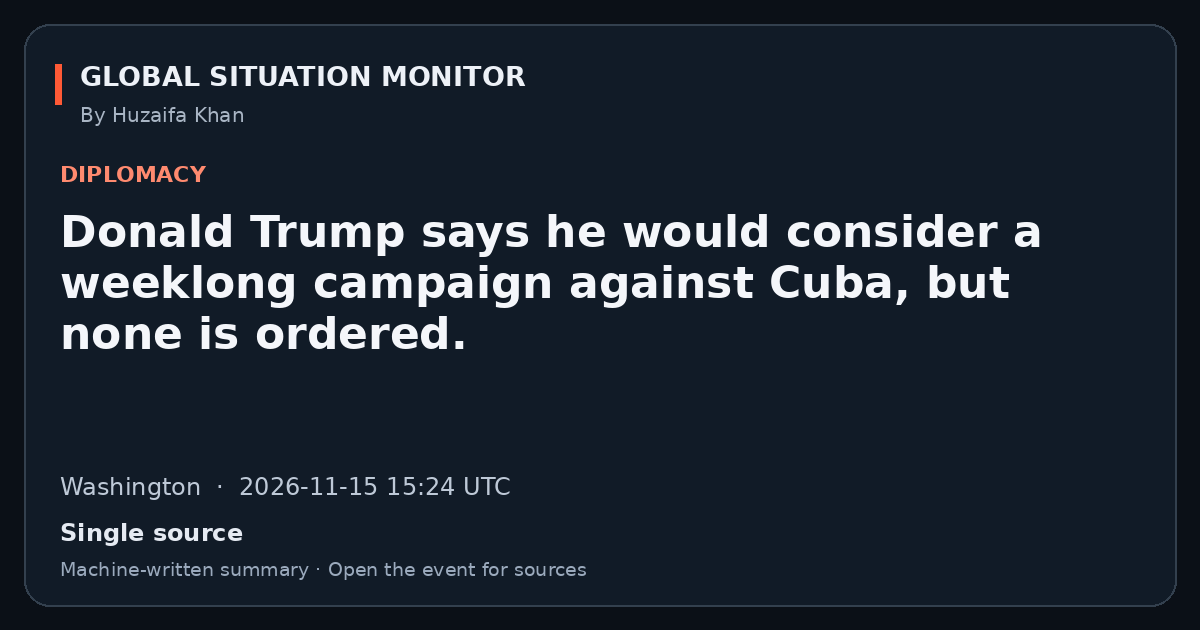 GLOBAL SITUATION MONITOR
By Huzaifa Khan
DIPLOMACY
Donald Trump says he would consider a
weeklong campaign against Cuba, but
none is ordered.
Washington · 2026-11-15 15:24 UTC
Single source
Machine-written summary · Open the event for sources